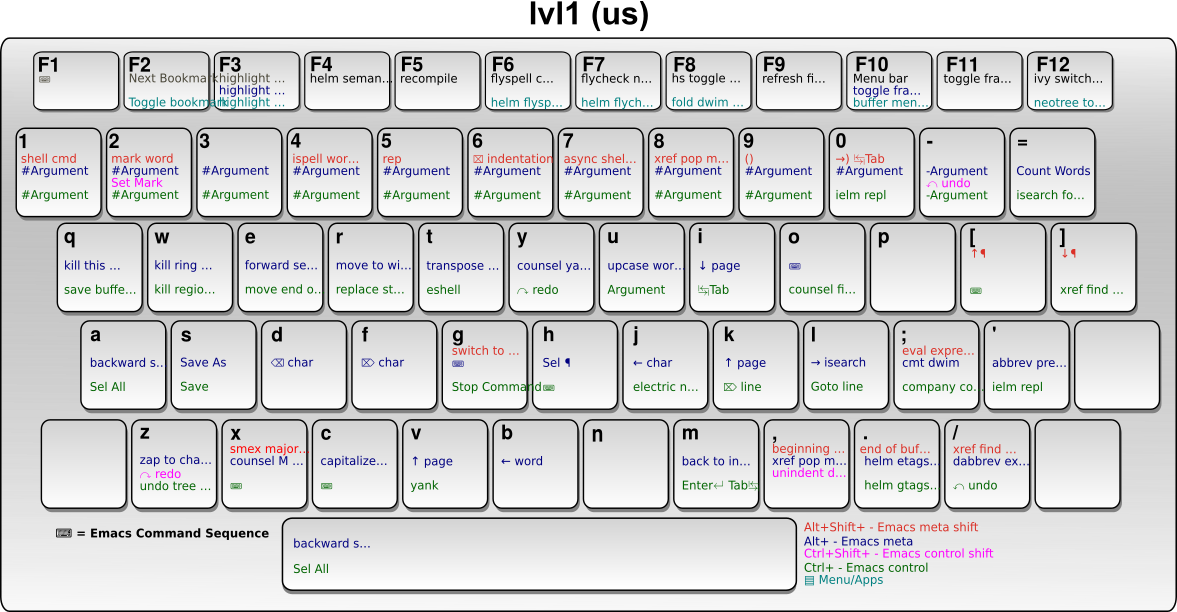 lvl1 (us)
F1
⌨
F2
Next Bookmark
Toggle bookmark
F3
highlight ...
highlight ...
highlight ...
F4
helm seman...
F5
recompile
F6
flyspell c...
helm flysp...
F7
flycheck n...
helm flych...
F8
hs toggle ...
fold dwim ...
F9
refresh fi...
F10
Menu bar
toggle fra...
buffer men...
F11
toggle fra...
F12
ivy switch...
neotree to...
1
shell cmd
#Argument
#Argument
2
mark word
#Argument
Set Mark
#Argument
3
#Argument
#Argument
4
ispell wor...
#Argument
#Argument
5
rep
#Argument
#Argument
6
⌧ indentation
#Argument
#Argument
7
async shel...
#Argument
#Argument
8
xref pop m...
#Argument
#Argument
9
()
#Argument
#Argument
0
→) ↹Tab
#Argument
ielm repl
-
-Argument
↶ undo
-Argument
=
Count Words
isearch fo...
q
kill this ...
save buffe...
w
kill ring ...
kill regio...
e
forward se...
move end o...
r
move to wi...
replace st...
t
transpose ...
eshell
y
counsel ya...
↷ redo
u
upcase wor...
Argument
i
↓ page
↹Tab
o
⌨
counsel fi...
p
[
↑¶
⌨
]
↓¶
xref find ...
a
backward s...
Sel All
s
Save As
Save
d
⌫ char
f
⌦ char
g
switch to ...
⌨
Stop Command
h
Sel ¶
⌨
j
← char
electric n...
k
↑ page
⌦ line
l
→ isearch
Goto line
;
eval expre...
cmt dwim
company co...
'
abbrev pre...
ielm repl
z
zap to cha...
↷ redo
undo tree ...
x
smex major...
counsel M ...
⌨
c
capitalize...
⌨
v
↑ page
yank
b
← word
n
m
back to in...
Enter↵ Tab↹
,
beginning ...
xref pop m...
unindent d...
.
end of buf...
helm etags...
helm gtags...
/
xref find ...
dabbrev ex...
↶ undo
⌨ = Emacs Command Sequence
backward s...
Sel All
Alt+Shift+ - Emacs meta shift
Alt+ - Emacs meta
Ctrl+Shift+ - Emacs control shift
Ctrl+ - Emacs control
▤ Menu/Apps